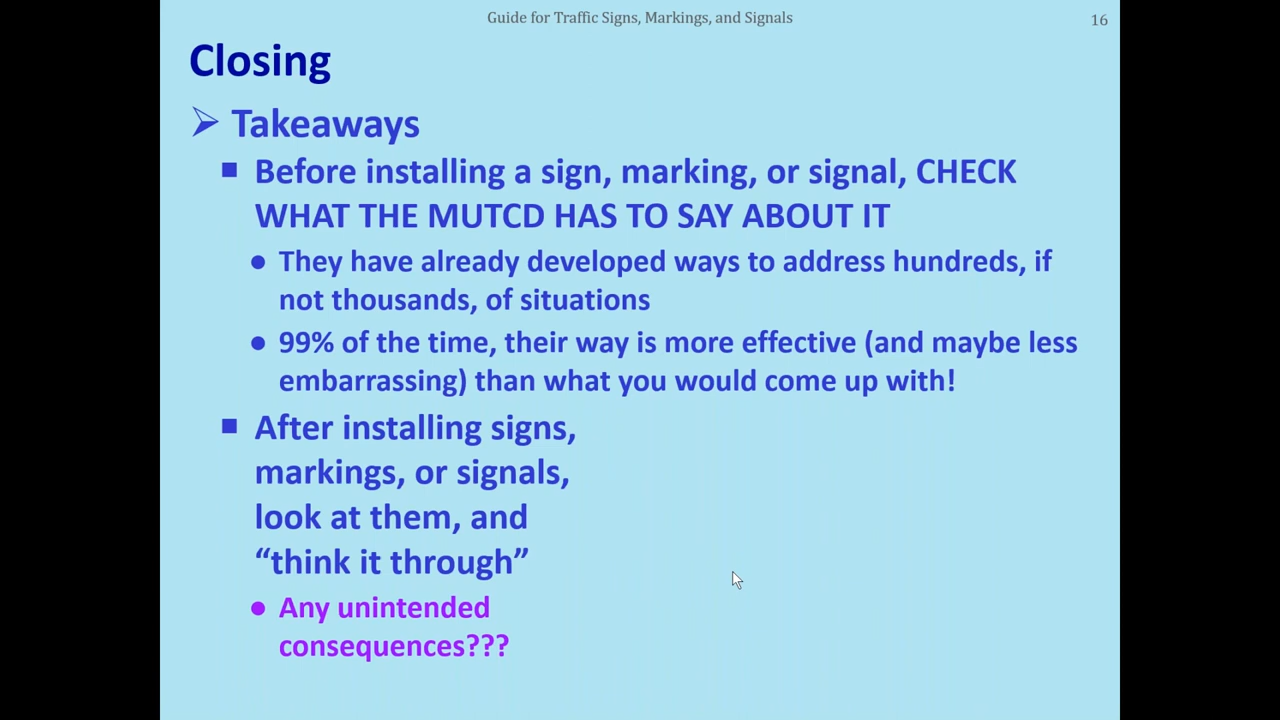 Guide for Traffic Signs, Markings, and Signals
16
Closing
Takeaways
Before installing a sign, marking, or signal, CHECK
WHAT THE MUTCD HAS TO SAY ABOUT IT
They have already developed ways to address hundreds, if
not thousands, of situations
99% of the time, their way is more effective (and maybe less
embarrassing) than what you would come up with!
After installing signs,
markings, or signals,
look at them, and
“think it through”
Any unintended
consequences???